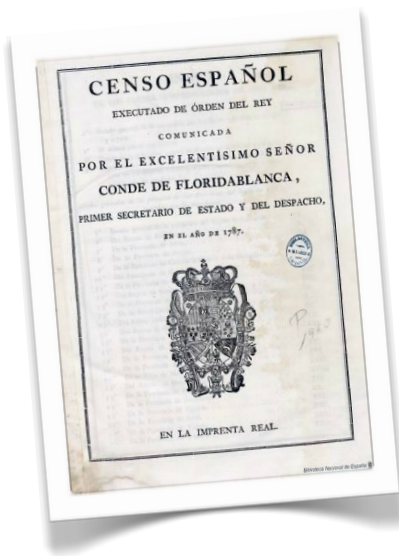 CENSO ESPAÑOL
EXECUTADO DE ÓRDEN DEL REY
COMUNICADA
POR EL EXCELENTÍSIMO SEÑOR
CONDE DE FLORIDABLANCA,
PRIMER SECRETARIO DE ESTADO Y DEL DESPACHO,
EN EL AÑO DE 1787.
EN LA IMPRENTA REAL.
Biblioteca Nacional de España